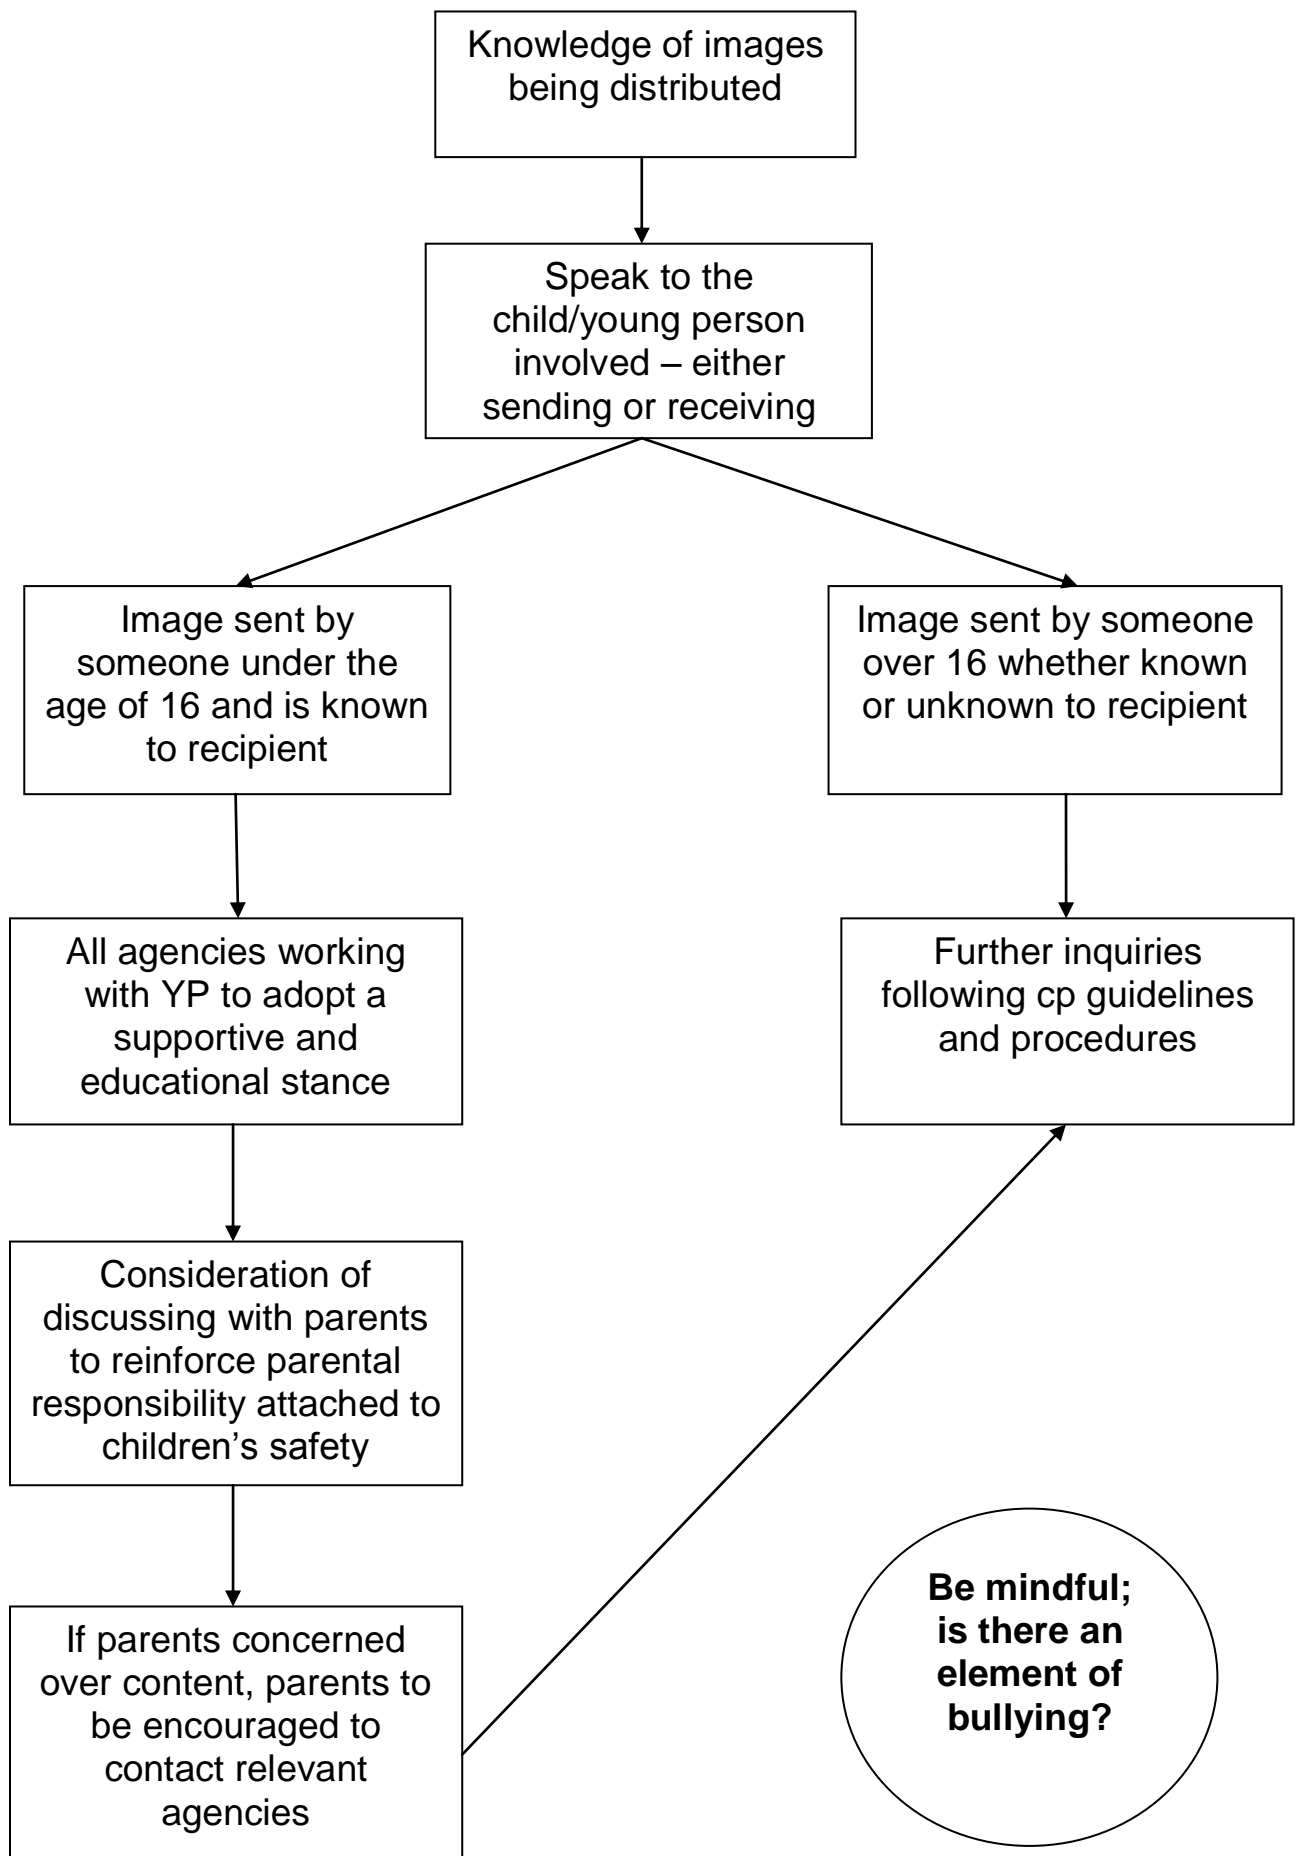 Knowledge of images
being distributed
Speak to the
child/young person
involved – either
sending or receiving
Image sent by
someone under the
age of 16 and is known
to recipient
Image sent by someone
over 16 whether known
or unknown to recipient
All agencies working
with YP to adopt a
supportive and
educational stance
Further inquiries
following cp guidelines
and procedures
Consideration of
discussing with parents
to reinforce parental
responsibility attached to
children’s safety
If parents concerned
over content, parents to
be encouraged to
contact relevant
agencies
Be mindful;
is there an
element of
bullying?